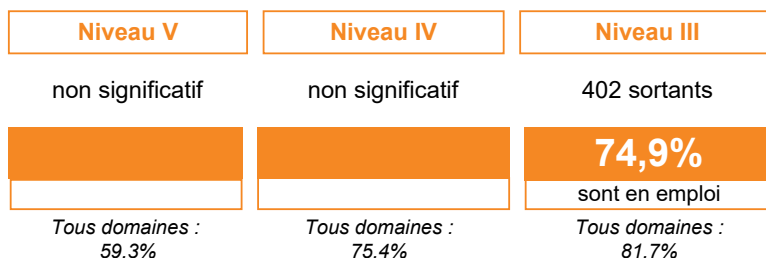 Niveau V
Niveau IV
Niveau III
non significatif
non significatif
402 sortants
74,9%
sont en emploi
Tous domaines :
59.3%
Tous domaines :
75.4%
Tous domaines :
81.7%